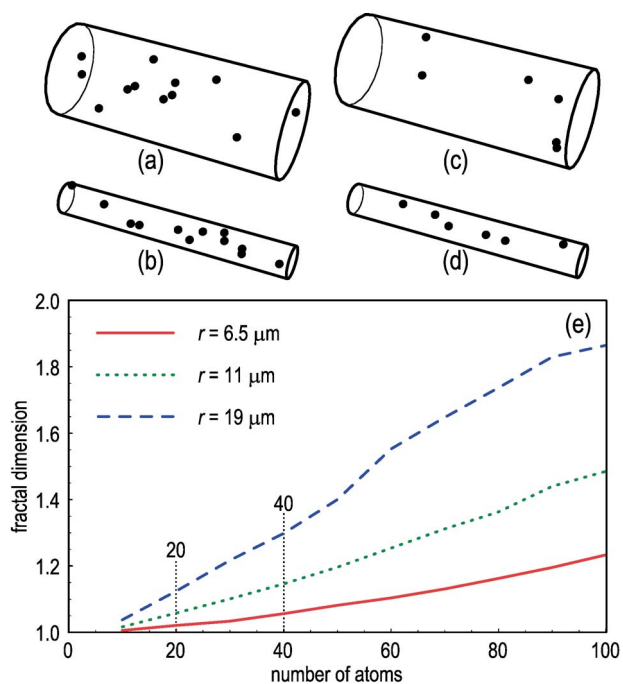 (a)
(c)
(b)
(d)
(e)
2.0
1.8
1.6
1.4
1.2
1.0
fractal dimension
r = 6.5 μm
r = 11 μm
r = 19 μm
20
40
0 20 40 60 80 100
number of atoms